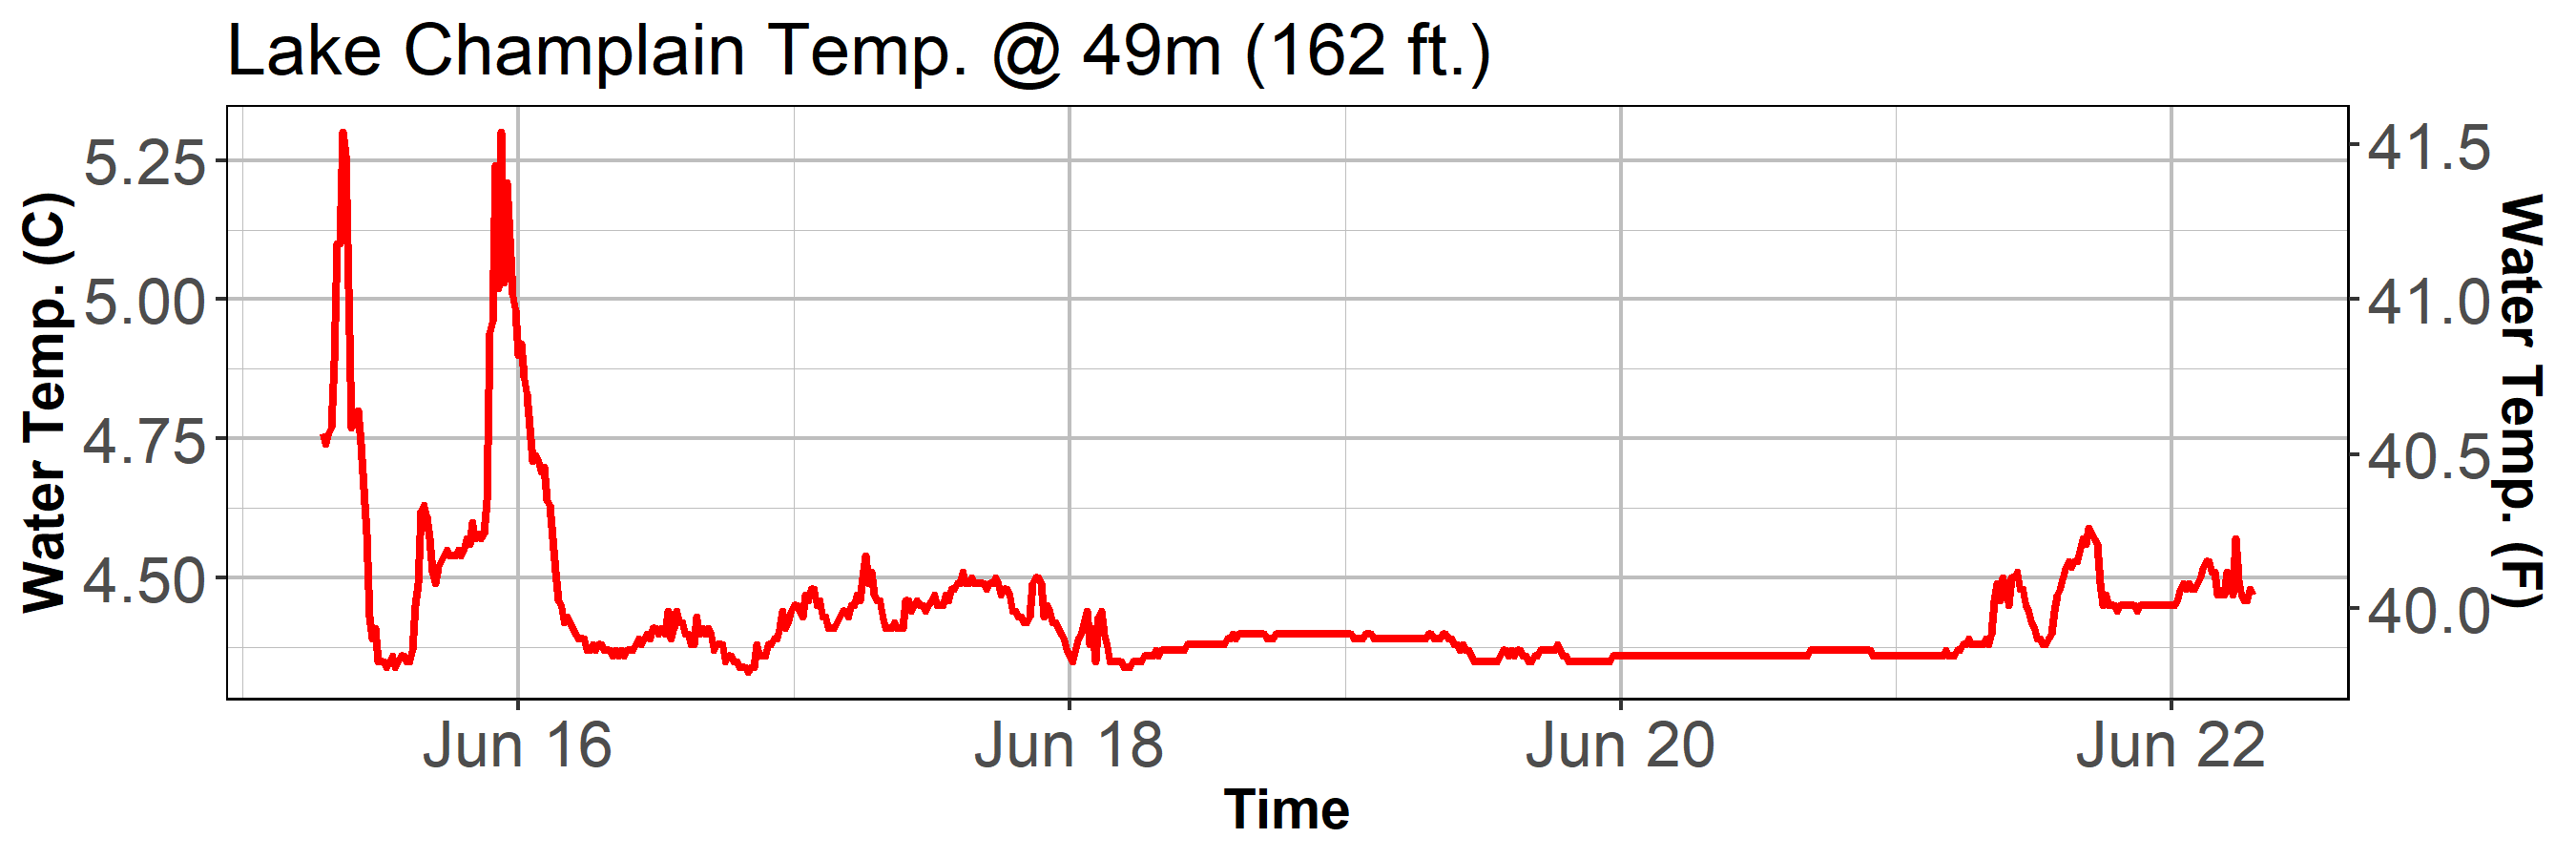 Lake Champlain Temp. @ 49m (162 ft.)
Water Temp. (C)
5.25
5.00
4.75
4.50
41.5
41.0
40.5
40.0
Water Temp. (F)
Jun 16
Jun 18
Jun 20
Jun 22
Time